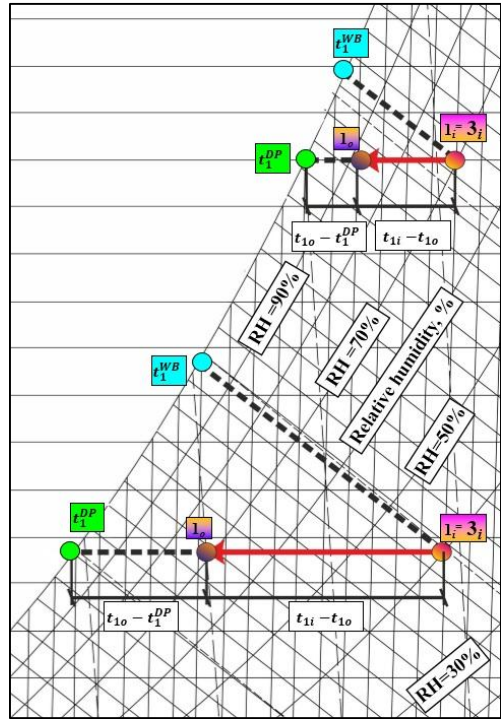 t₁ᵂᴮ
1ᵢ= 3ᵢ
t₁ᴰᴾ
1ₒ
t₁ₒ − t₁ᴰᴾ
t₁ᵢ − t₁ₒ
RH =90%
RH =70%
Relative humidity, %
RH =50%
t₁ᵂᴮ
t₁ᴰᴾ
1ₒ
1ᵢ= 3ᵢ
t₁ₒ − t₁ᴰᴾ
t₁ᵢ − t₁ₒ
RH =30%